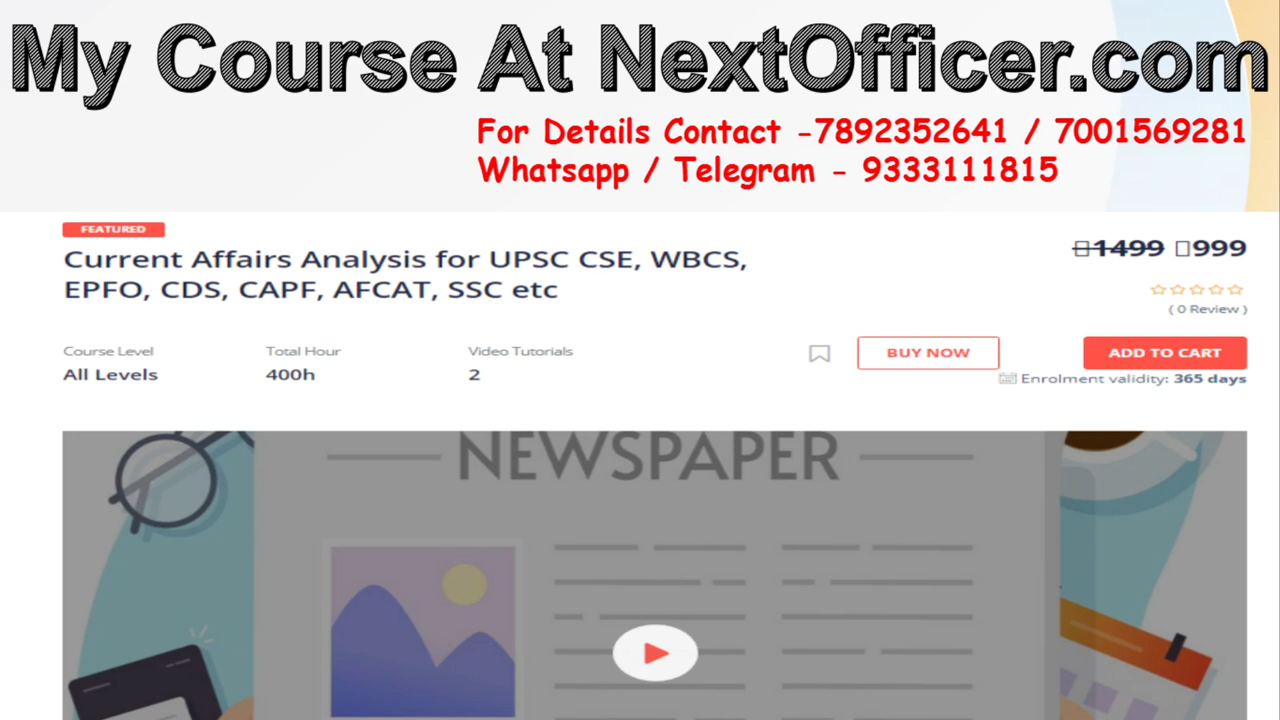 My Course At NextOfficer.com
For Details Contact -7892352641 / 7001569281
Whatsapp / Telegram - 9333111815
FEATURED
Current Affairs Analysis for UPSC CSE, WBCS,
EPFO, CDS, CAPF, AFCAT, SSC etc
1499 999
( 0 Review )
Course Level
All Levels
Total Hour
400h
Video Tutorials
2
BUY NOW
ADD TO CART
Enrolment validity: 365 days
NEWSPAPER